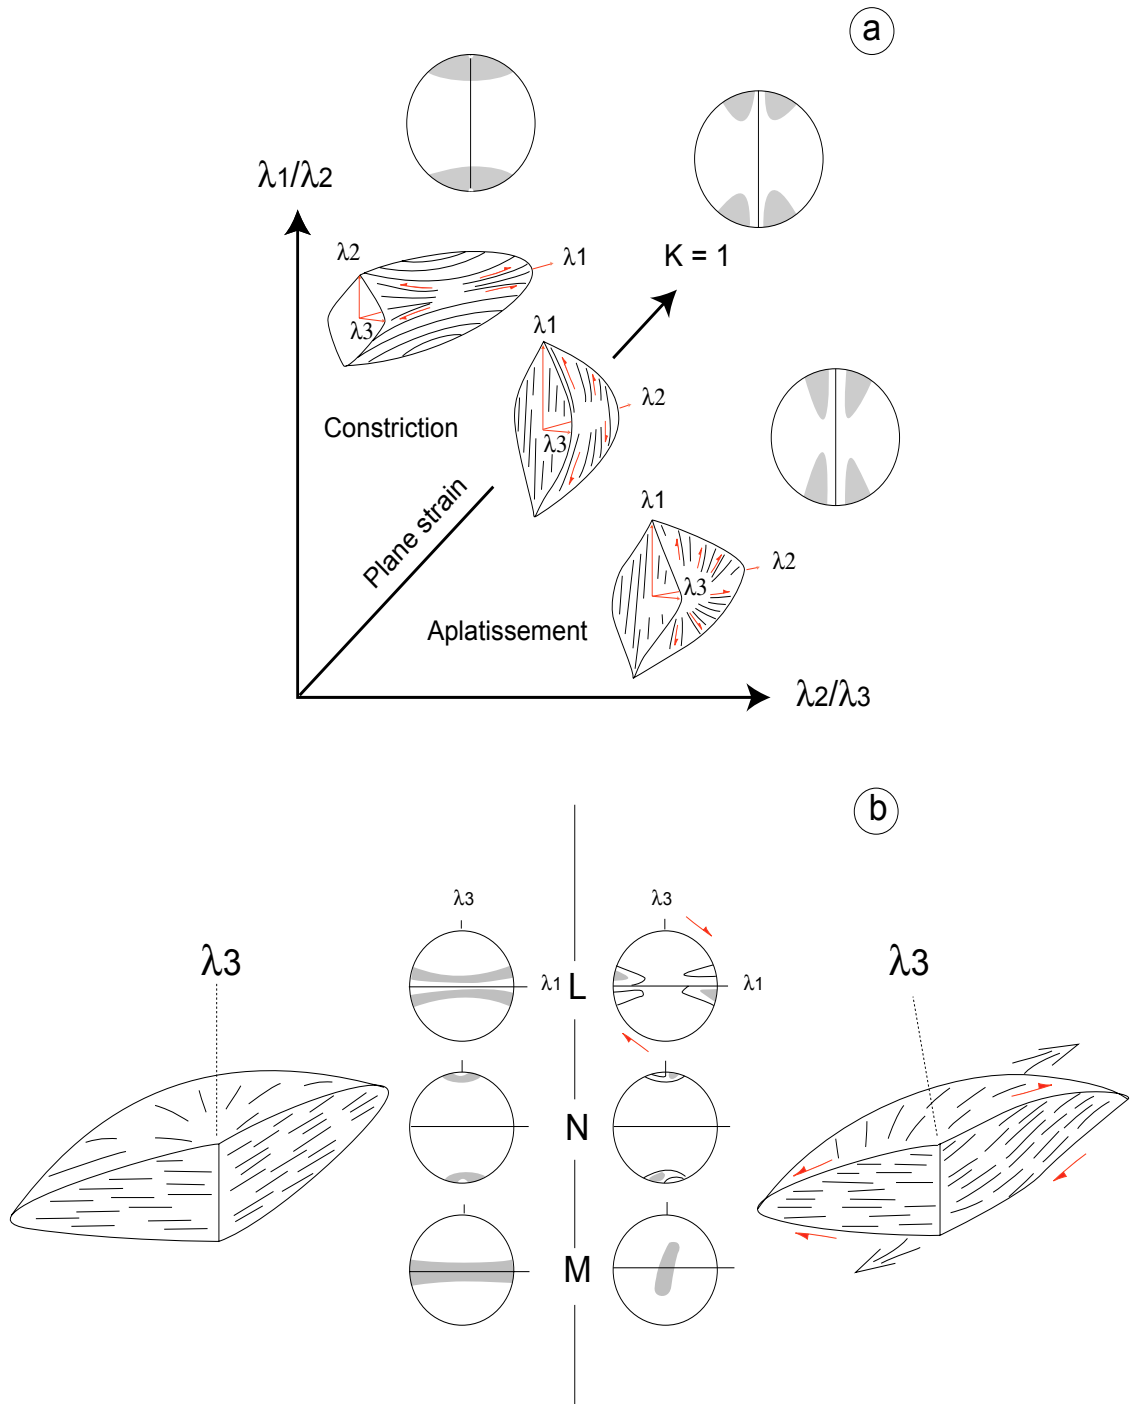 a
λ1/λ2
K = 1
λ2
λ1
λ3
λ1
λ2
λ3
Constriction
Plane strain
λ1
λ2
λ3
Aplatissement
λ2/λ3
b
λ3
λ3
λ3
λ3
λ1
L
λ1
N
M